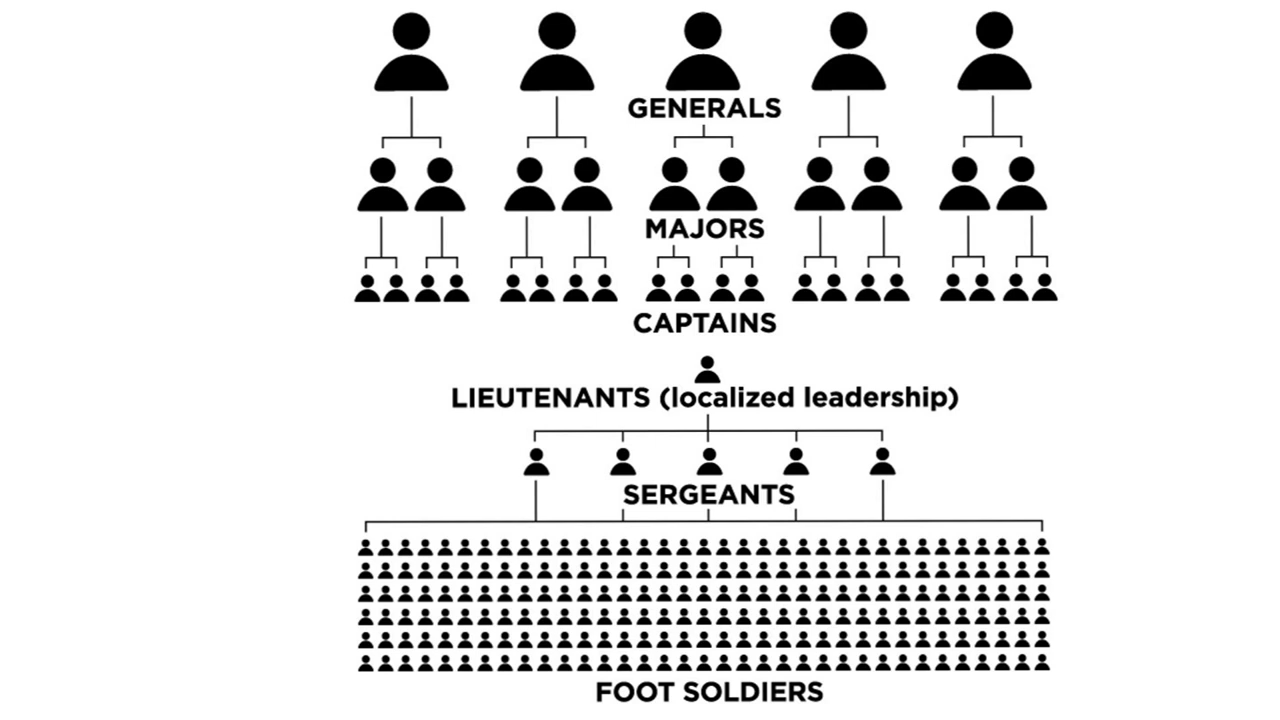 GENERALS
MAJORS
CAPTAINS
LIEUTENANTS (localized leadership)
SERGEANTS
FOOT SOLDIERS